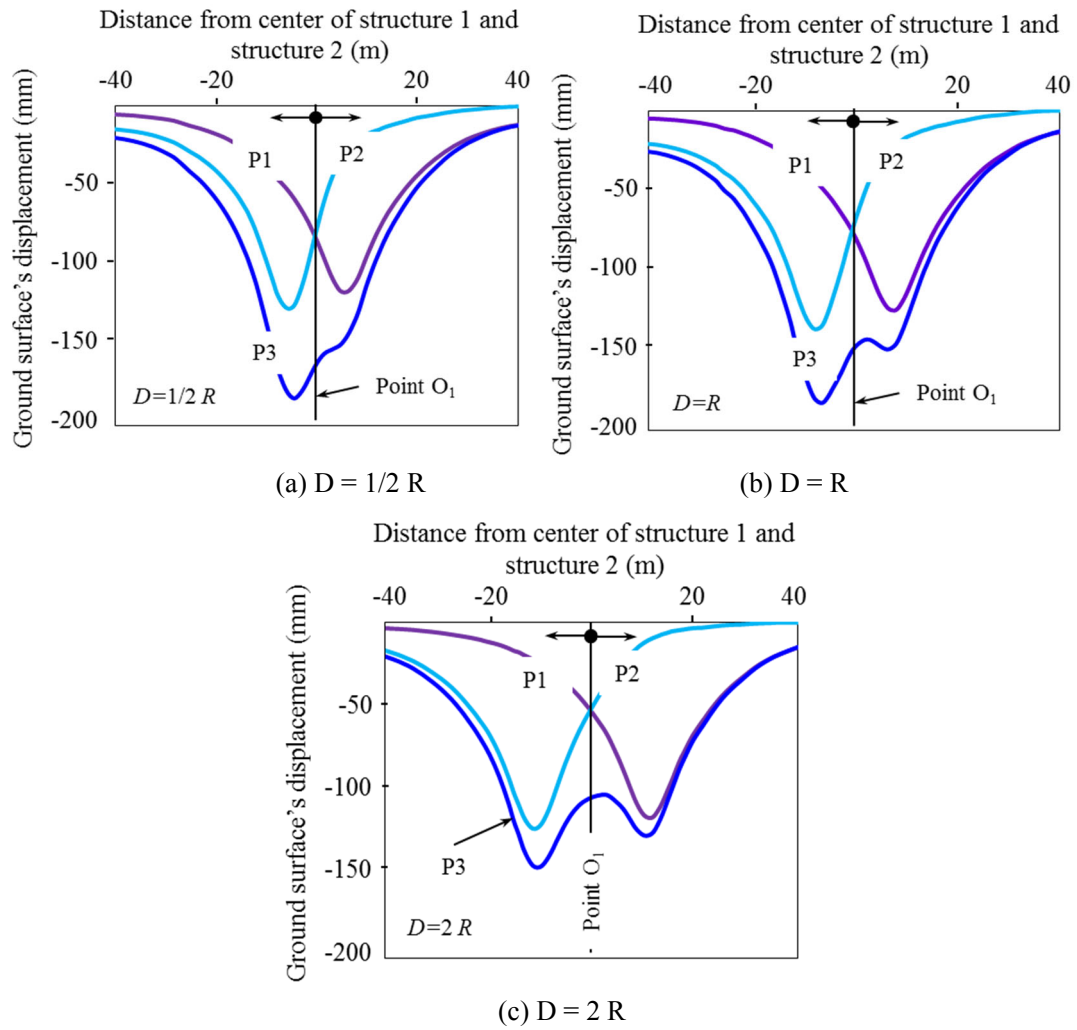 Distance from center of structure 1 and
structure 2 (m)
-40 -20 0 20 40
Ground surface's displacement (mm)
-50
-100
-150
-200
P1
P2
P3
D=1/2 R
Point O1
(a) D = 1/2 R
Distance from center of structure 1 and
structure 2 (m)
-40 -20 0 20 40
Ground surface's displacement (mm)
-50
-100
-150
-200
P1
P2
P3
D=R
Point O1
(b) D = R
Distance from center of structure 1 and
structure 2 (m)
-40 -20 0 20 40
Ground surface's displacement (mm)
-50
-100
-150
-200
P1
P2
P3
D=2 R
Point O1
(c) D = 2 R